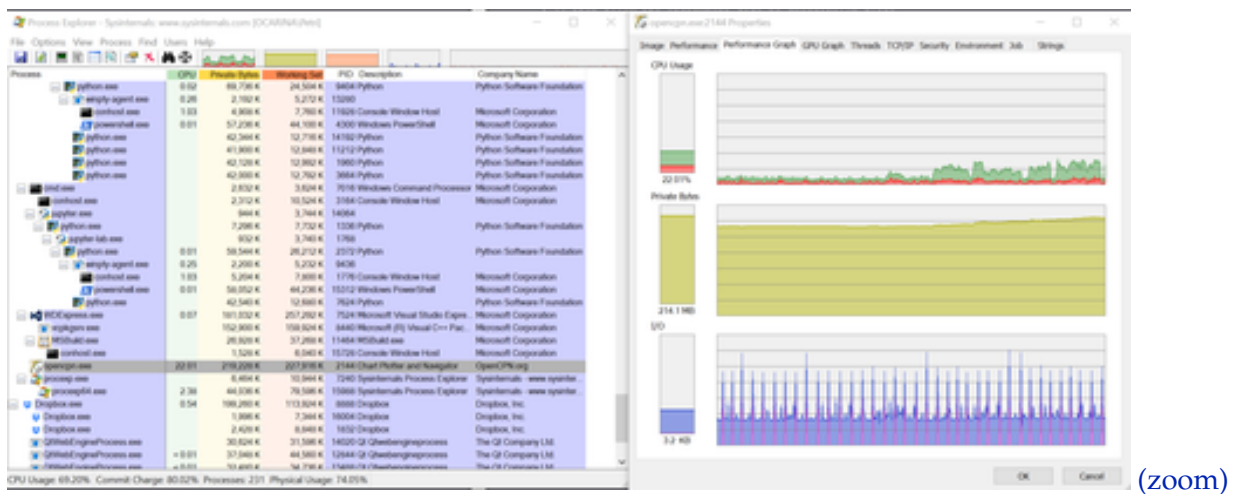 Process Explorer - Sysinternals: www.sysinternals.com [OCARINA\Petri]
File Options View Process Find Users Help
Process CPU Private Bytes Working Set PID Description Company Name
python.exe 0.02 69,736 K 24,504 K 9404 Python Python Software Foundation
winpty-agent.exe 0.26 2,192 K 5,272 K 13280
conhost.exe 1.03 4,908 K 7,760 K 11928 Console Window Host Microsoft Corporation
powershell.exe 0.01 57,236 K 44,100 K 4300 Windows PowerShell Microsoft Corporation
python.exe 42,344 K 12,716 K 14192 Python Python Software Foundation
python.exe 41,900 K 12,840 K 11212 Python Python Software Foundation
python.exe 42,128 K 12,992 K 1980 Python Python Software Foundation
python.exe 42,000 K 12,792 K 3664 Python Python Software Foundation
cmd.exe 2,832 K 3,624 K 7016 Windows Command Processor Microsoft Corporation
conhost.exe 2,312 K 10,524 K 3164 Console Window Host Microsoft Corporation
jupyter.exe 944 K 3,744 K 14064
python.exe 7,296 K 7,732 K 1336 Python Python Software Foundation
jupyter-lab.exe 932 K 3,740 K 1768
python.exe 0.01 59,544 K 26,212 K 2372 Python Python Software Foundation
winpty-agent.exe 0.25 2,200 K 5,232 K 9436
conhost.exe 1.03 5,204 K 7,800 K 1776 Console Window Host Microsoft Corporation
powershell.exe 0.01 58,052 K 44,236 K 15312 Windows PowerShell Microsoft Corporation
python.exe 42,540 K 12,680 K 7624 Python Python Software Foundation
WDExpress.exe 0.07 181,032 K 257,292 K 7524 Microsoft Visual Studio Expre... Microsoft Corporation
vcpkgsrv.exe 152,900 K 159,924 K 8440 Microsoft (R) Visual C++ Pac... Microsoft Corporation
MSBuild.exe 26,928 K 37,268 K 11464 MSBuild.exe Microsoft Corporation
conhost.exe 1,528 K 6,040 K 15728 Console Window Host Microsoft Corporation
opencpn.exe 22.01 219,228 K 227,916 K 2144 Chart Plotter and Navigator OpenCPN.org
procexp.exe 6,464 K 10,944 K 7240 Sysinternals Process Explorer Sysinternals - www.sysinter...
procexp64.exe 2.38 44,036 K 79,596 K 15988 Sysinternals Process Explorer Sysinternals - www.sysinter...
Dropbox.exe 0.54 198,260 K 113,924 K 8888 Dropbox Dropbox, Inc.
Dropbox.exe 1,996 K 7,344 K 16004 Dropbox Dropbox, Inc.
Dropbox.exe 2,420 K 8,848 K 1632 Dropbox Dropbox, Inc.
QtWebEngineProcess.exe 30,624 K 31,596 K 14020 Qt Qtwebengineprocess The Qt Company Ltd.
QtWebEngineProcess.exe < 0.01 37,040 K 44,560 K 12644 Qt Qtwebengineprocess The Qt Company Ltd.
CPU Usage: 69.20% Commit Charge: 80.02% Processes: 231 Physical Usage: 74.05%
opencpn.exe:2144 Properties
Image Performance Performance Graph GPU Graph Threads TCP/IP Security Environment Job Strings
CPU Usage
22.01%
Private Bytes
214.1 MB
I/O
3.2 KB
OK Cancel
(zoom)